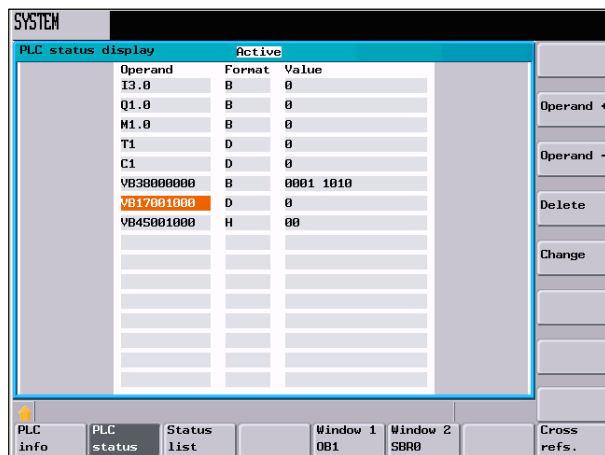 SYSTEM
PLC status display Active
Operand Format Value
I3.0 B 0
Q1.0 B 0
M1.0 B 0
T1 D 0
C1 D 0
VB38000000 B 0001 1010
VB17001000 D 0
VB45001000 H 00
Operand +
Operand -
Delete
Change
PLC info
PLC status
Status list
Window 1 OB1
Window 2 SBR0
Cross refs.